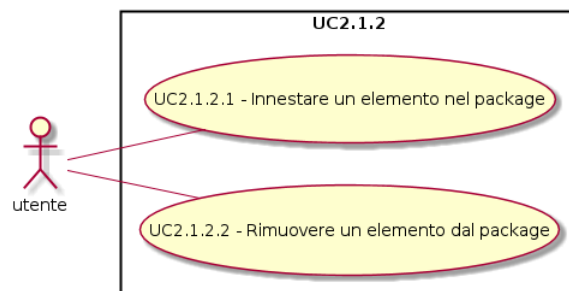 UC2.1.2
UC2.1.2.1 - Innestare un elemento nel package
utente
UC2.1.2.2 - Rimuovere un elemento dal package